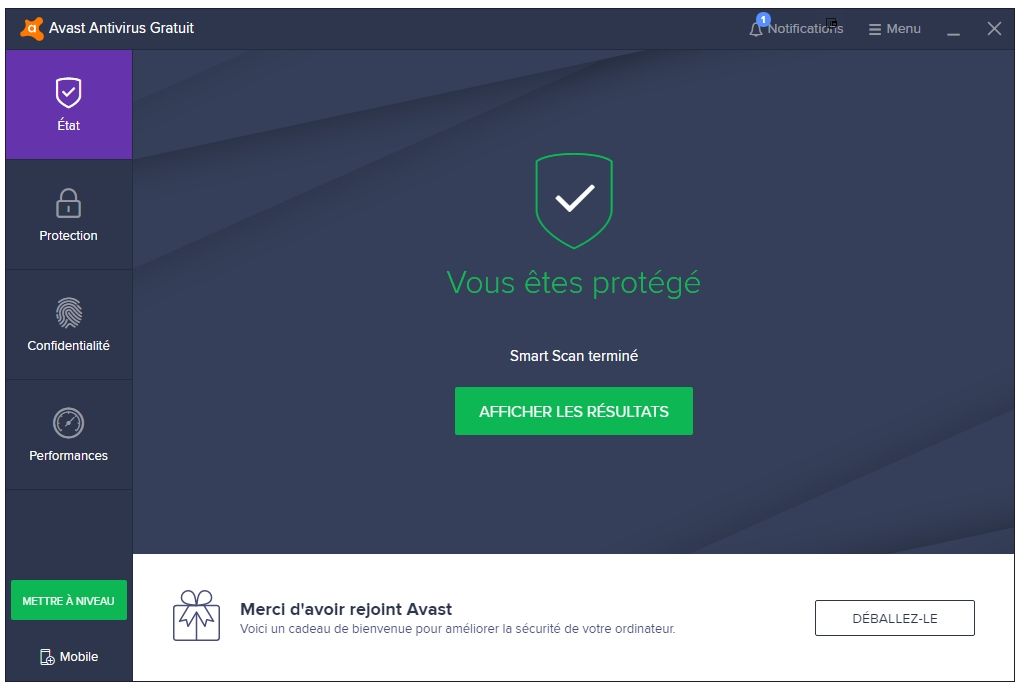 Avast Antivirus Gratuit
1
Notifications
Menu
État
Protection
Confidentialité
Performances
METTRE À NIVEAU
Mobile
Vous êtes protégé
Smart Scan terminé
AFFICHER LES RÉSULTATS
Merci d'avoir rejoint Avast
Voici un cadeau de bienvenue pour améliorer la sécurité de votre ordinateur.
DÉBALLEZ-LE